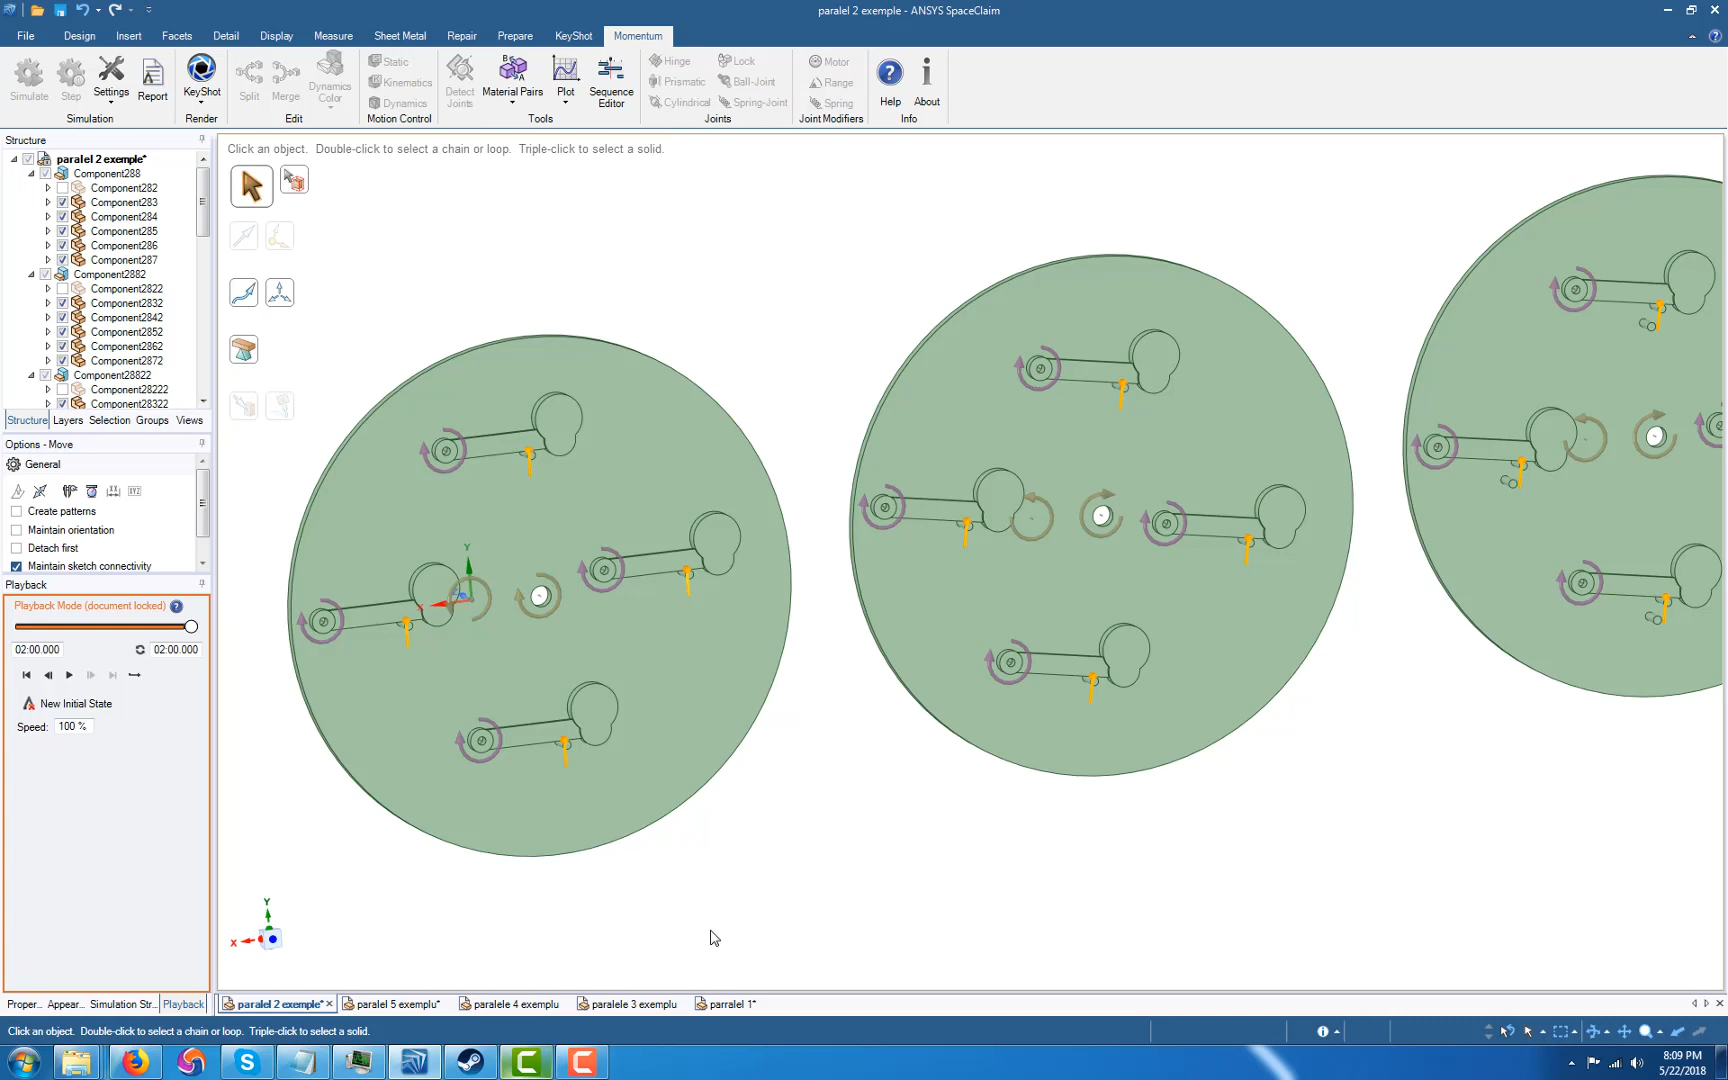 paralel 2 exemple - ANSYS SpaceClaim
File Design Insert Facets Detail Display Measure Sheet Metal Repair Prepare KeyShot Momentum
Simulate Step Settings Report KeyShot Split Merge Dynamics Color Static Kinematics Dynamics Detect Joints Material Pairs Plot Sequence Editor Hinge Prismatic Cylindrical Lock Ball-Joint Spring-Joint Motor Range Spring Help About
Simulation Render Edit Motion Control Tools Joints Joint Modifiers Info
Structure
paralel 2 exemple*
Component288
Component282
Component283
Component284
Component285
Component286
Component287
Component2882
Component2822
Component2832
Component2842
Component2852
Component2862
Component2872
Component28822
Component28222
Component28322
Structure Layers Selection Groups Views
Options - Move
General
Create patterns
Maintain orientation
Detach first
Maintain sketch connectivity
Playback
Playback Mode (document locked)
02:00.000 02:00.000
New Initial State
Speed: 100 %
Proper... Appear... Simulation Str... Playback
Click an object. Double-click to select a chain or loop. Triple-click to select a solid.
Y
X
Y
X
paralel 2 exemple* paralel 5 exemplu* paralele 4 exemplu paralele 3 exemplu parralel 1*
Click an object. Double-click to select a chain or loop. Triple-click to select a solid.
8:09 PM
5/22/2018